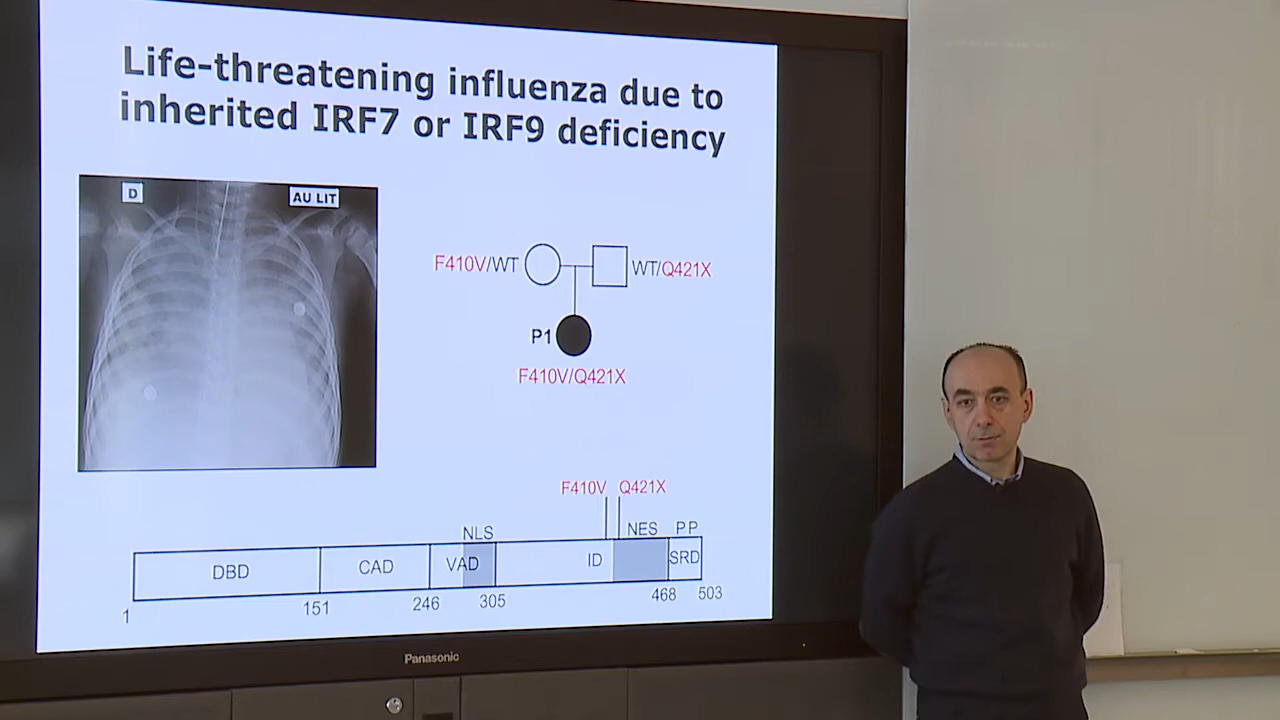 Life-threatening influenza due to
inherited IRF7 or IRF9 deficiency
D
AU LIT
F410V/WT
WT/Q421X
P1
F410V/Q421X
F410V Q421X
NLS
NES
P P
DBD
CAD
VAD
ID
SRD
1
151
246
305
468
503
Panasonic